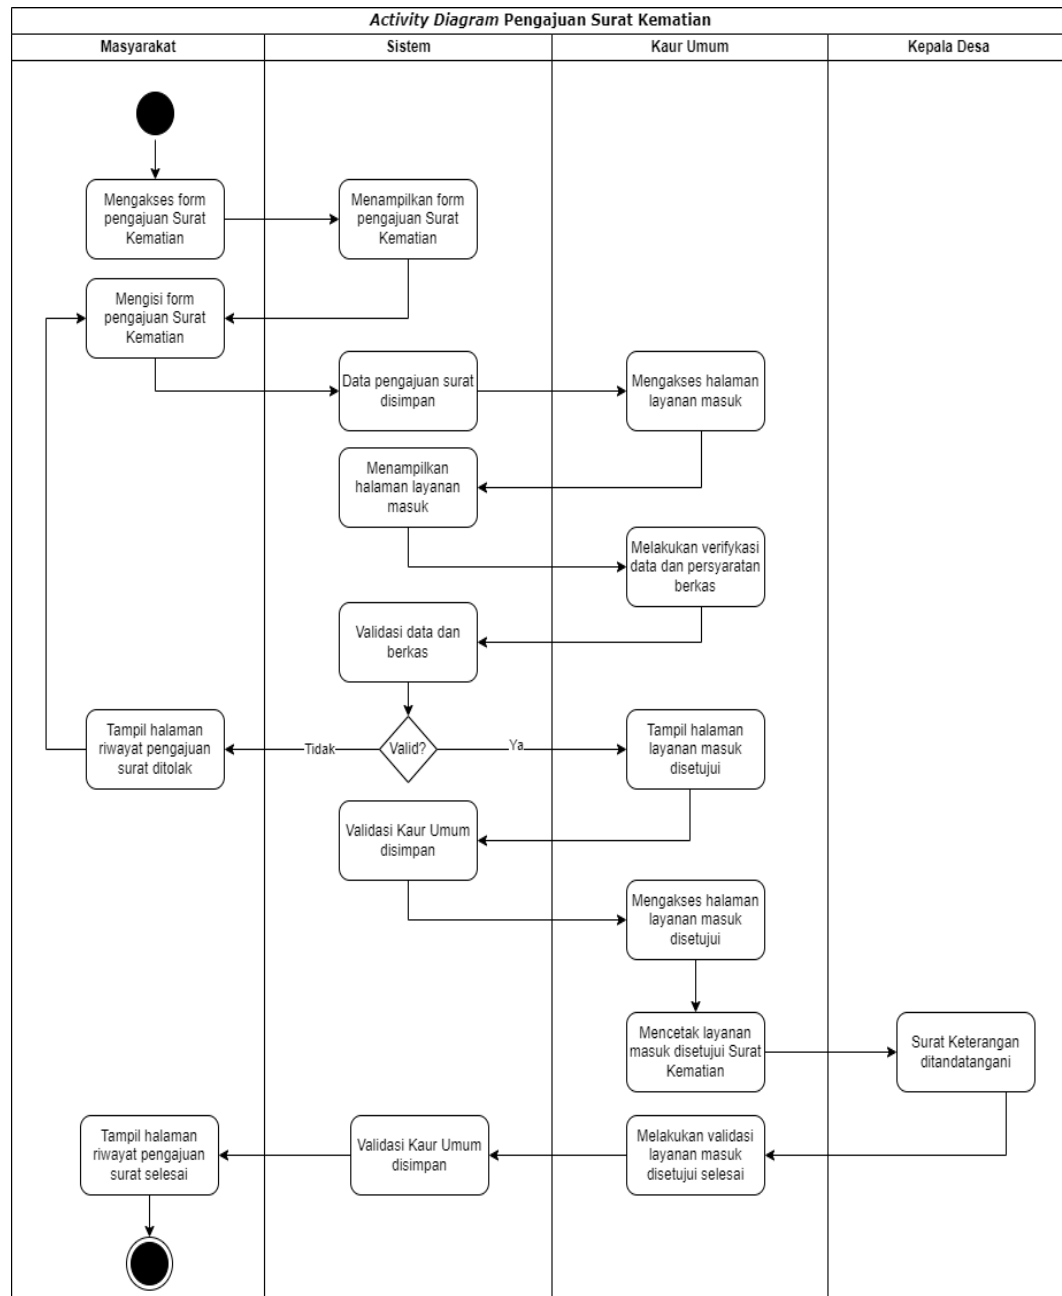 Activity Diagram Pengajuan Surat Kematian
Masyarakat
Sistem
Kaur Umum
Kepala Desa
Mengakses form
pengajuan Surat
Kematian
Menampilkan form
pengajuan Surat
Kematian
Mengisi form
pengajuan Surat
Kematian
Data pengajuan surat
disimpan
Mengakses halaman
layanan masuk
Menampilkan
halaman layanan
masuk
Melakukan verifykasi
data dan persyaratan
berkas
Validasi data dan
berkas
Tampil halaman
riwayat pengajuan
surat ditolak
Tidak
Valid?
Ya
Tampil halaman
layanan masuk
disetujui
Validasi Kaur Umum
disimpan
Mengakses halaman
layanan masuk
disetujui
Mencetak layanan
masuk disetujui Surat
Kematian
Surat Keterangan
ditandatangani
Tampil halaman
riwayat pengajuan
surat selesai
Validasi Kaur Umum
disimpan
Melakukan validasi
layanan masuk
disetujui selesai